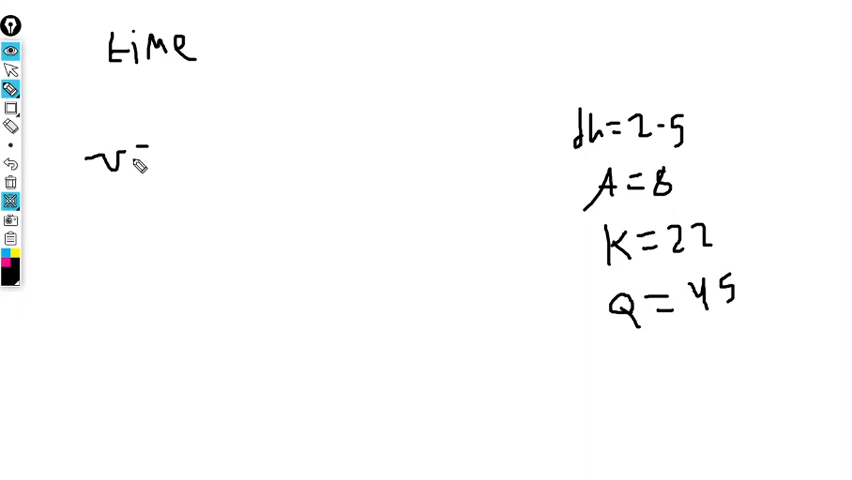 time
v =
dh = 2.5
A = 8
K = 22
Q = 45